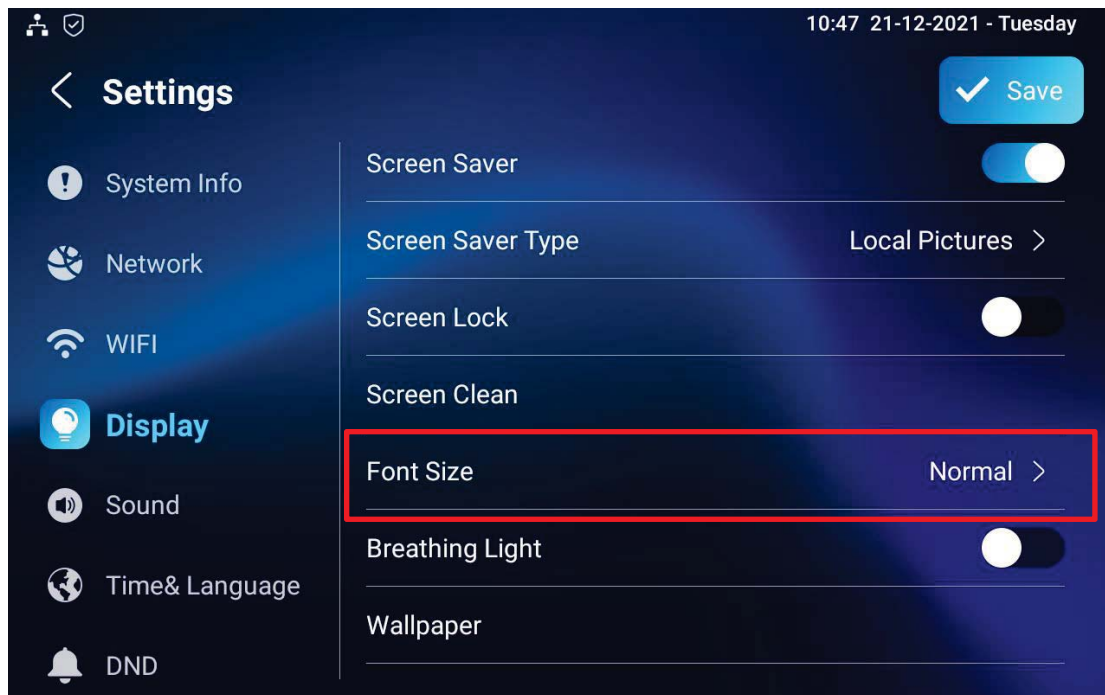 10:47 21-12-2021 - Tuesday
Settings
Save
System Info
Network
WIFI
Display
Sound
Time& Language
DND
Screen Saver
Screen Saver Type Local Pictures
Screen Lock
Screen Clean
Font Size Normal
Breathing Light
Wallpaper